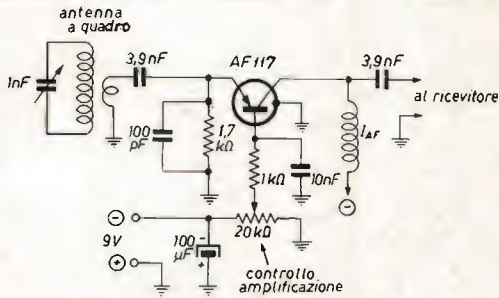 antenna
a quadro
1nF
3,9nF
100
pF
1,7
kΩ
AF117
3,9nF
al ricevitore
IAF
10nF
1kΩ
⊖
⊖
9V
⊕
100
µF
−
+
20kΩ
controllo
amplificazione